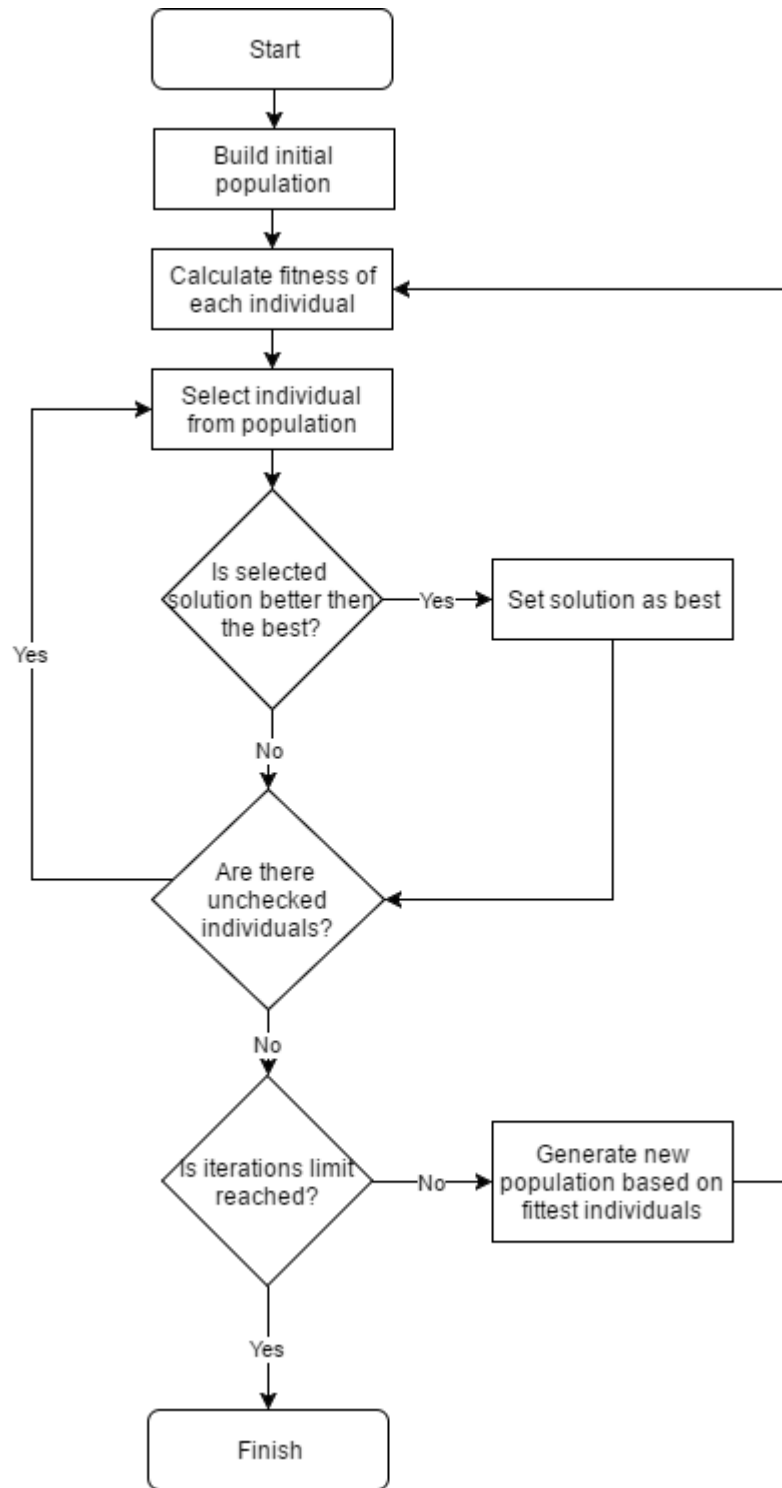 Start
Build initial
population
Calculate fitness of
each individual
Select individual
from population
Is selected
solution better then
the best?
Yes
Set solution as best
Yes
No
Are there
unchecked
individuals?
No
Is iterations limit
reached?
No
Generate new
population based on
fittest individuals
Yes
Finish